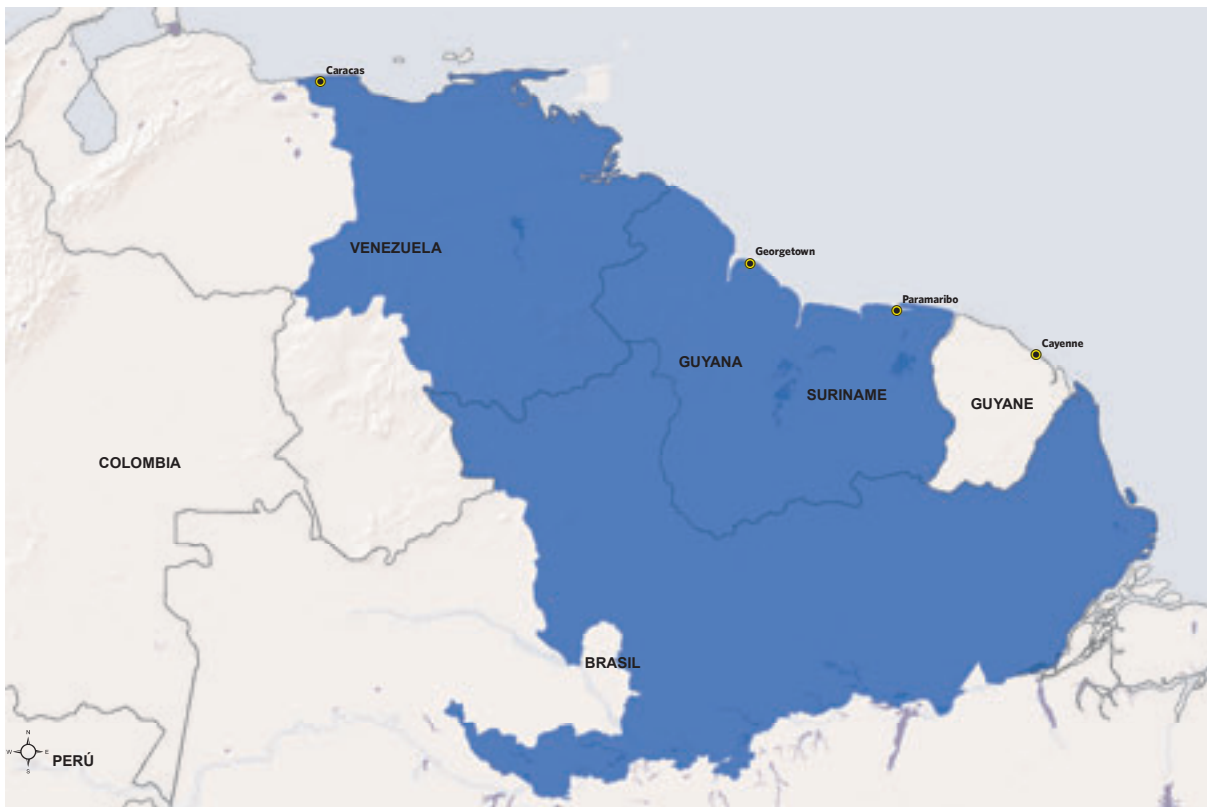 Caracas
VENEZUELA
Georgetown
Paramaribo
Cayenne
GUYANA
SURINAME
GUYANE
COLOMBIA
BRASIL
N
W E
S
PERÚ